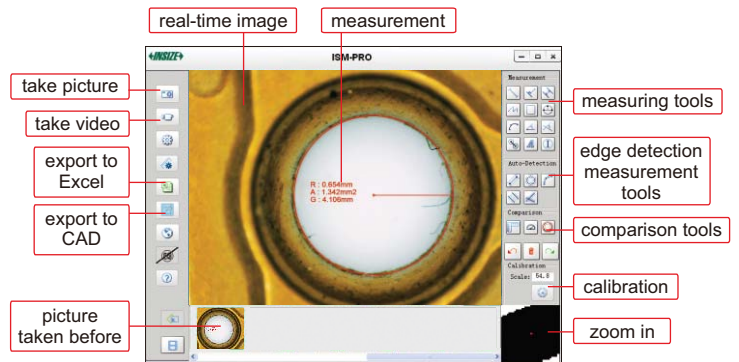 real-time image
measurement
INSIZE
ISM-PRO
take picture
take video
export to
Excel
export to
CAD
picture
taken before
R : 0.654mm
A : 1.342mm2
G : 4.106mm
Measurement
measuring tools
Auto-Detection
edge detection
measurement
tools
Comparison
comparison tools
Calibration
Scale: 54.8
calibration
zoom in